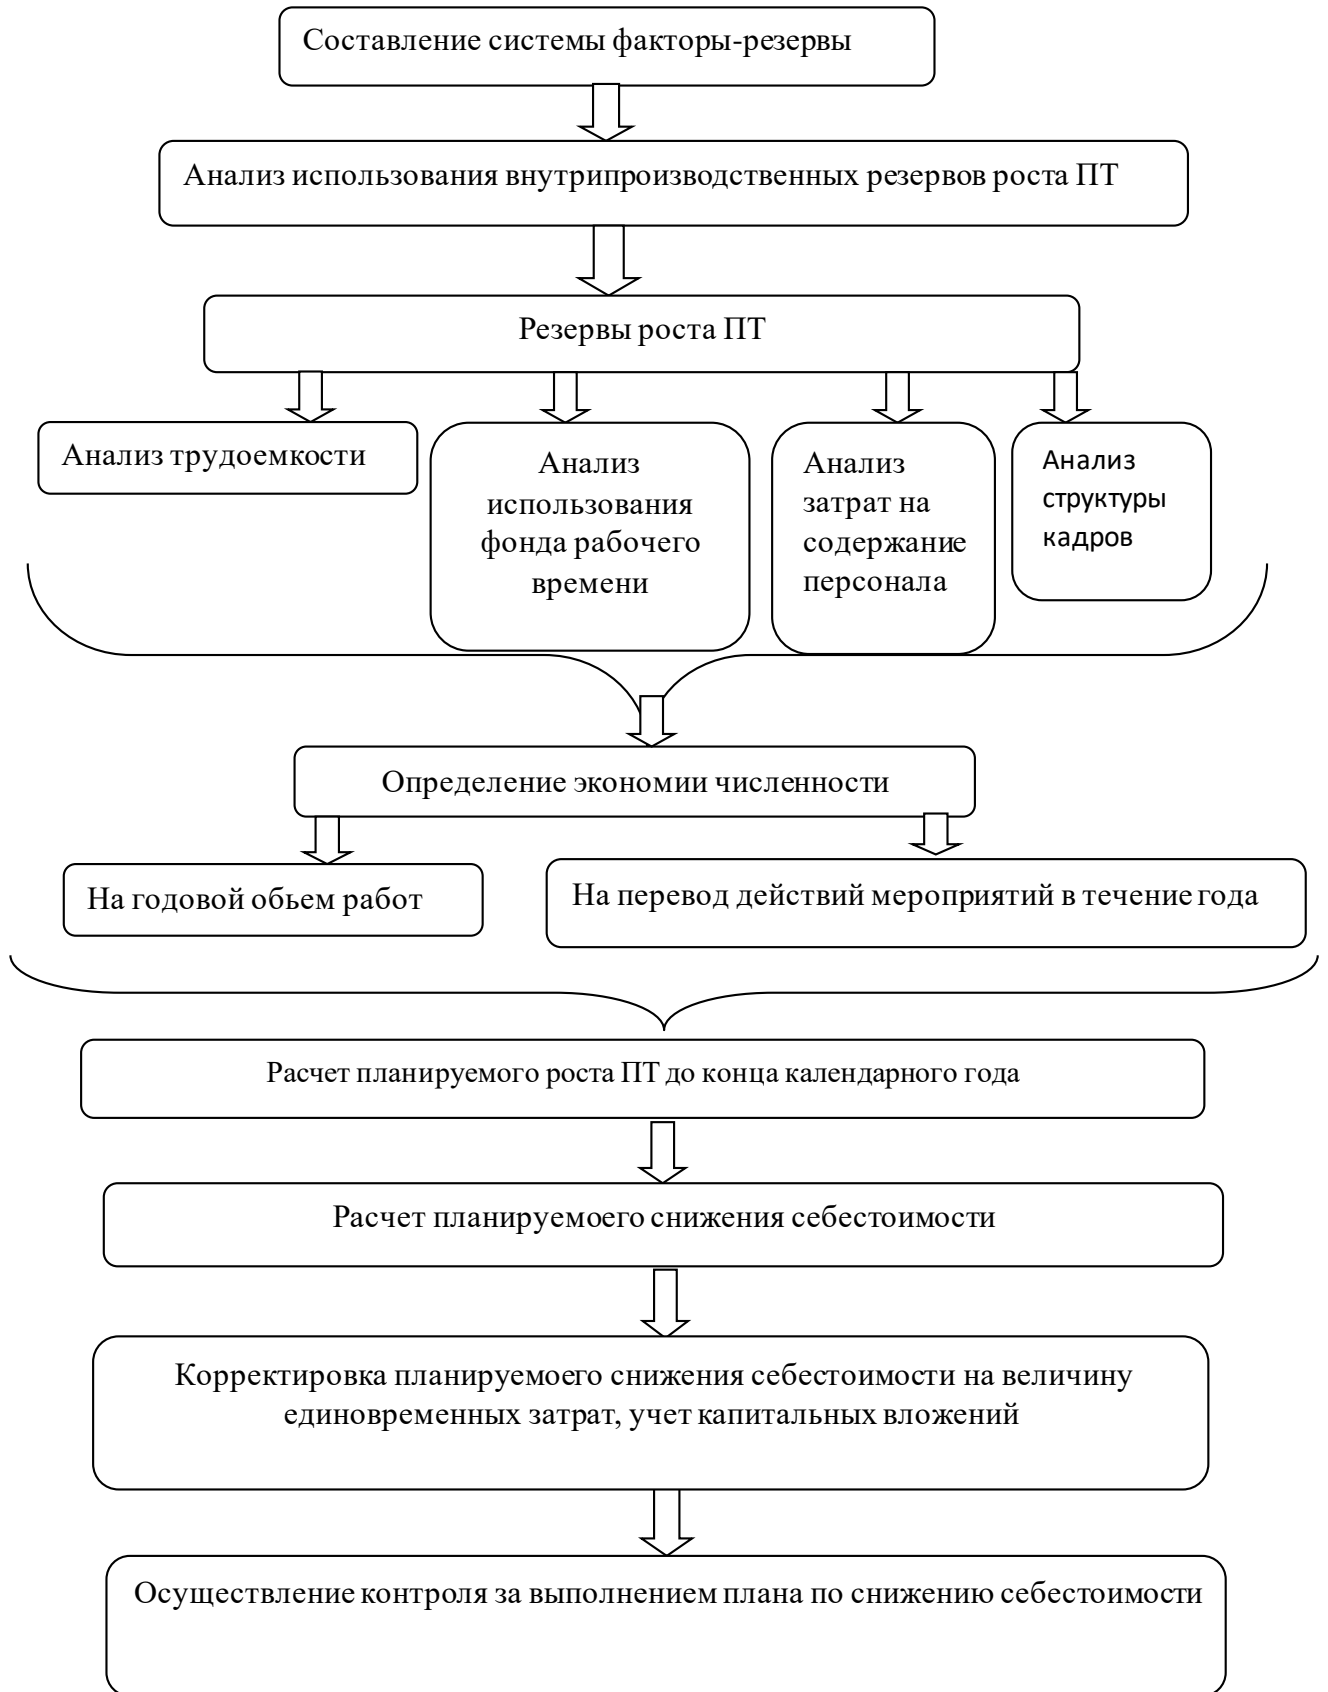 Составление системы факторы-резервы
Анализ использования внутрипроизводственных резервов роста ПТ
Резервы роста ПТ
Анализ трудоемкости
Анализ
использования
фонда рабочего
времени
Анализ
затрат на
содержание
персонала
Анализ
структуры
кадров
Определение экономии численности
На годовой обьем работ
На перевод действий мероприятий в течение года
Расчет планируемого роста ПТ до конца календарного года
Расчет планируемоего снижения себестоимости
Корректировка планируемоего снижения себестоимости на величину
единовременных затрат, учет капитальных вложений
Осуществление контроля за выполнением плана по снижению себестоимости